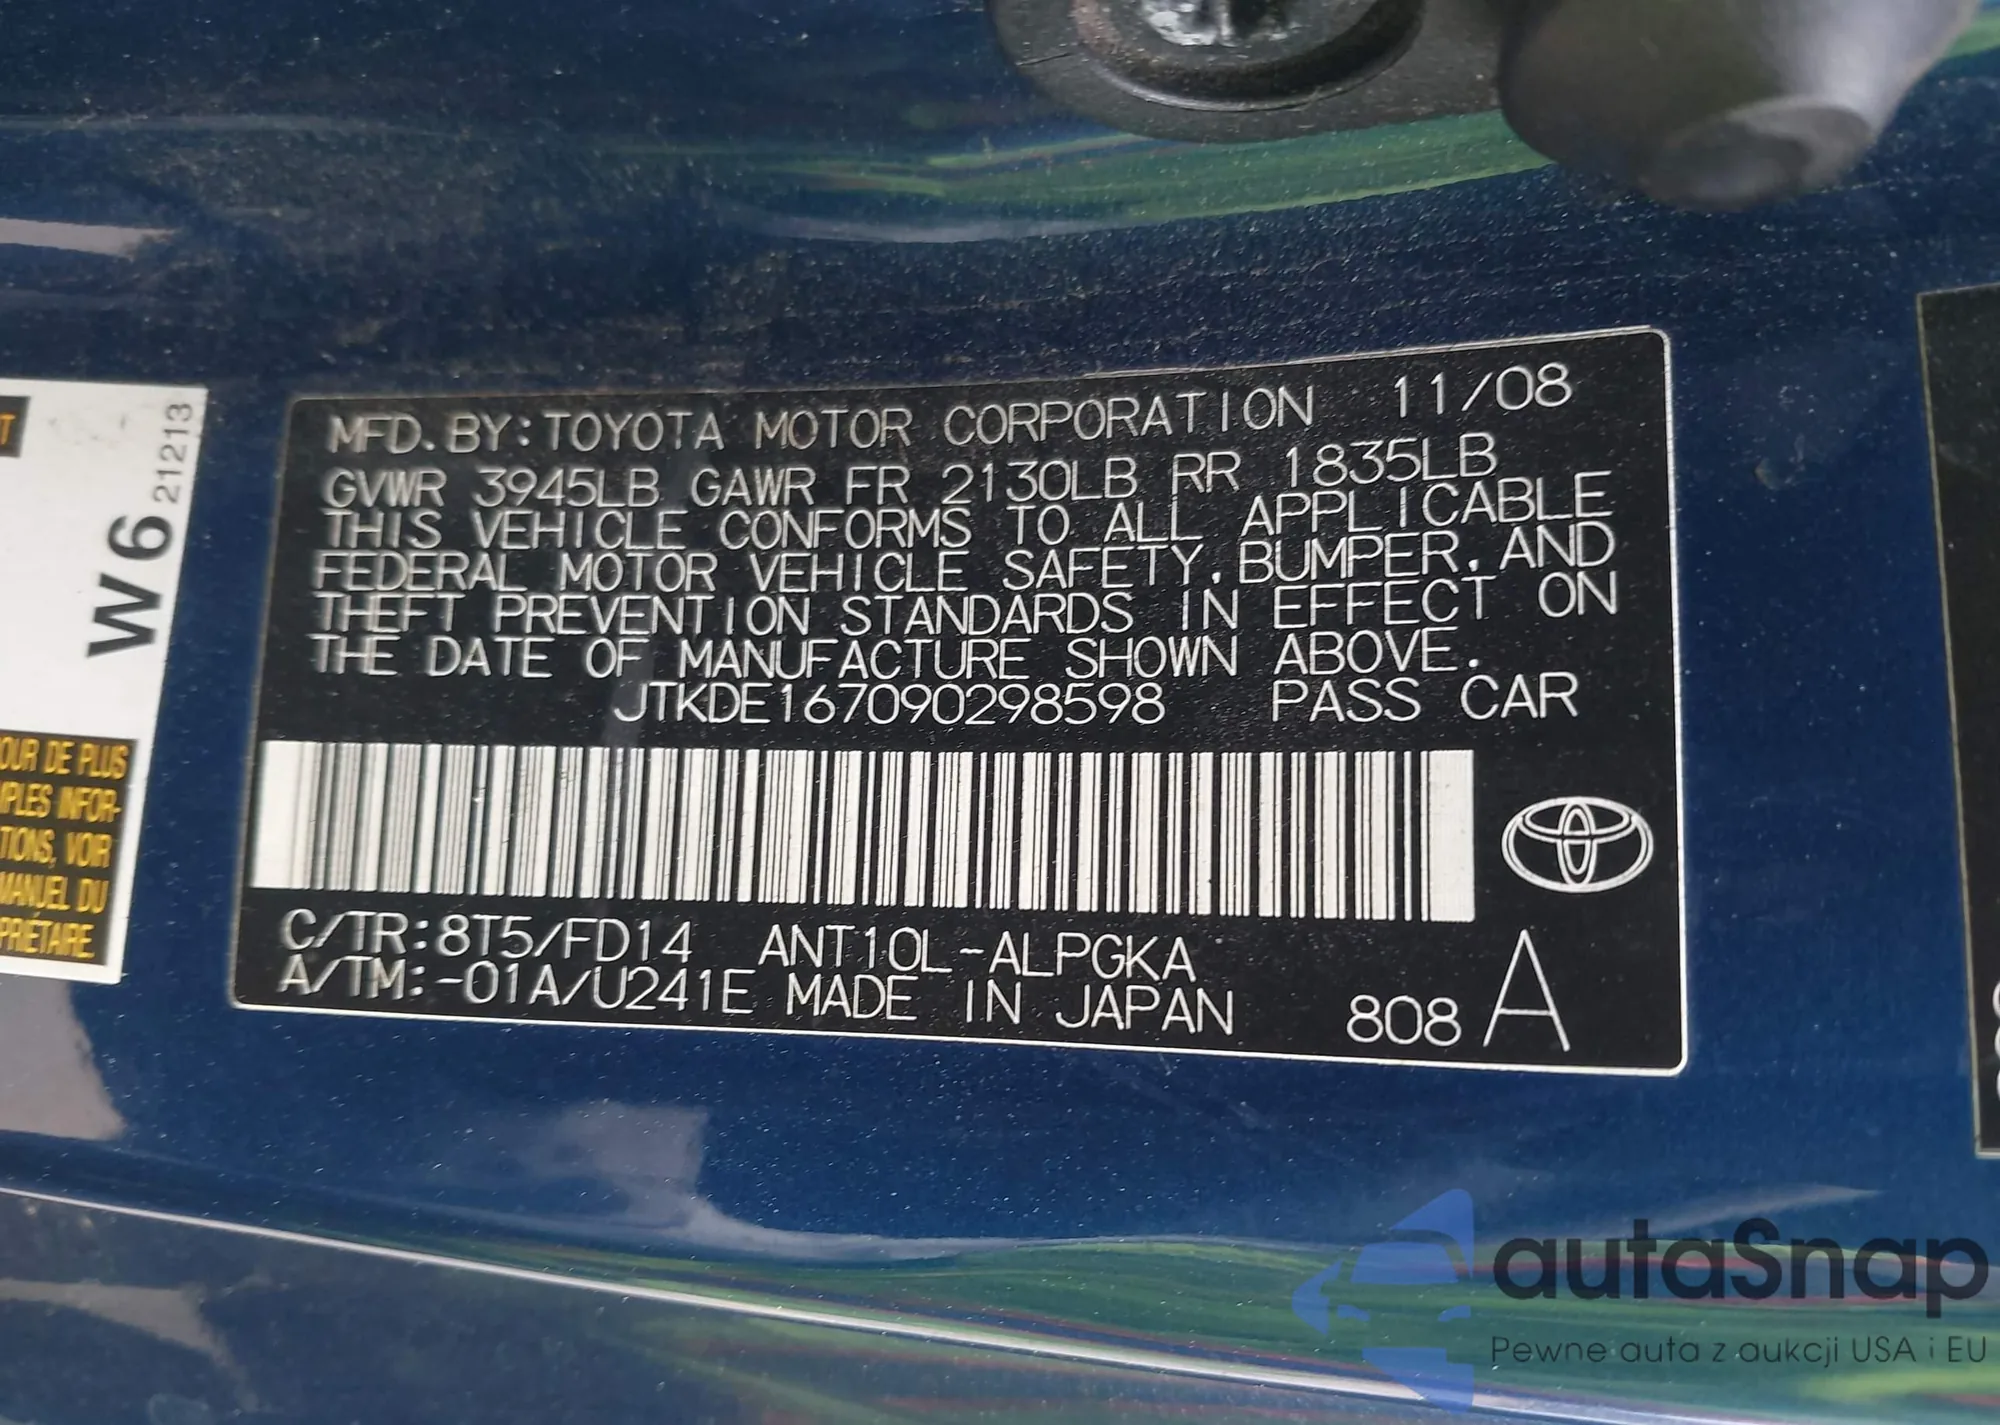 MFD. BY: TOYOTA MOTOR CORPORATION 11/08
GVWR 3945LB GAWR FR 2130LB RR 1835LB
THIS VEHICLE CONFORMS TO ALL APPLICABLE
FEDERAL MOTOR VEHICLE SAFETY, BUMPER, AND
THEFT PREVENTION STANDARDS IN EFFECT ON
THE DATE OF MANUFACTURE SHOWN ABOVE.
JTKDE167090298598 PASS CAR
C/TR: 8T5/FD14 ANT10L-ALPGKA
A/TM: -01A/U241E MADE IN JAPAN 808 A
W6 21213
OUR DE PLUS
PLES INFOR-
TIONS, VOIR
MANUEL DU
PRIÉTAIRE.
autaSnap
Pewne auta z aukcji USA i EU